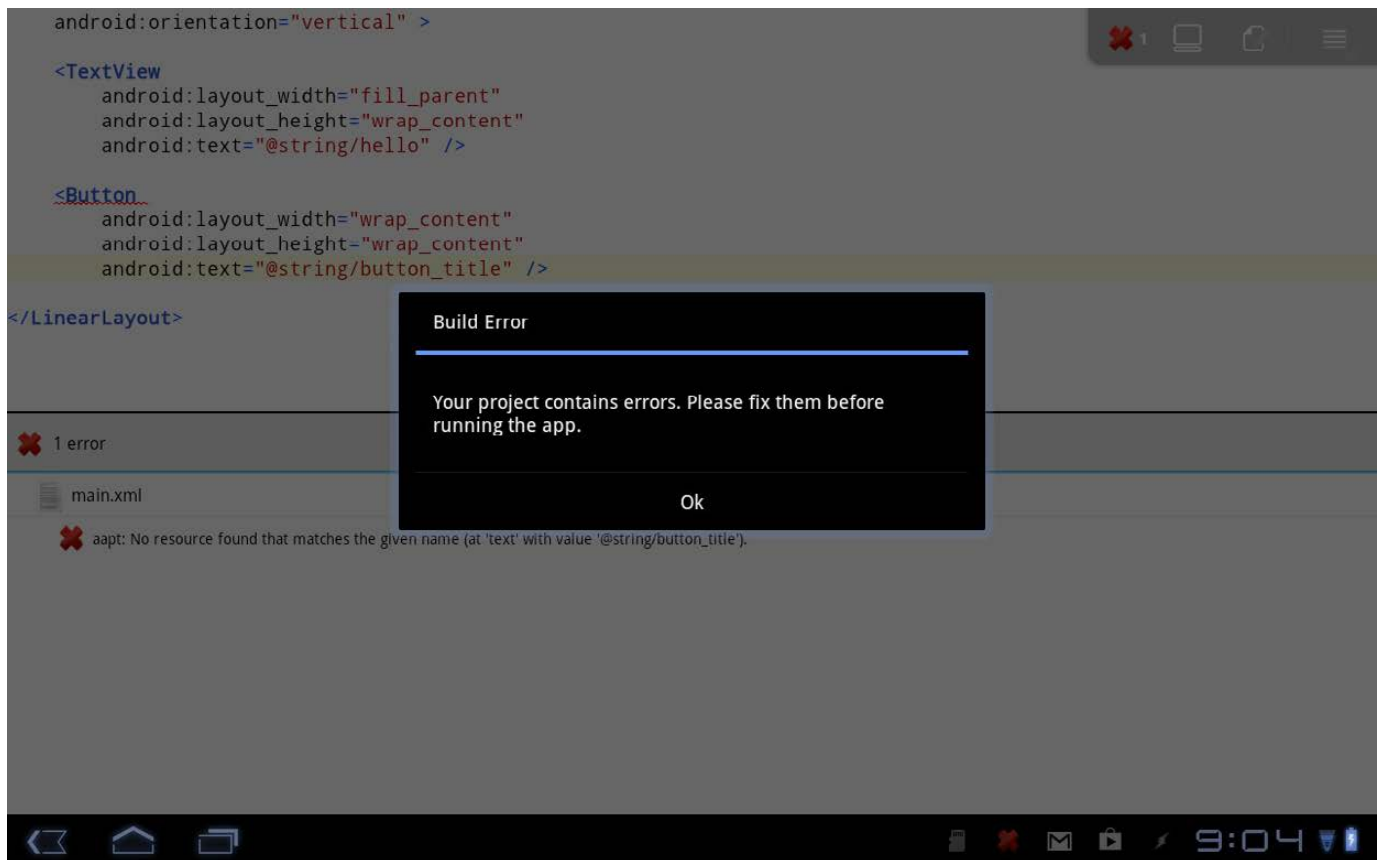 android:orientation="vertical" >
1
<TextView
android:layout_width="fill_parent"
android:layout_height="wrap_content"
android:text="@string/hello" />
<Button
android:layout_width="wrap_content"
android:layout_height="wrap_content"
android:text="@string/button_title" />
</LinearLayout>
Build Error
Your project contains errors. Please fix them before
running the app.
Ok
1 error
main.xml
aapt: No resource found that matches the given name (at 'text' with value '@string/button_title').
9:04